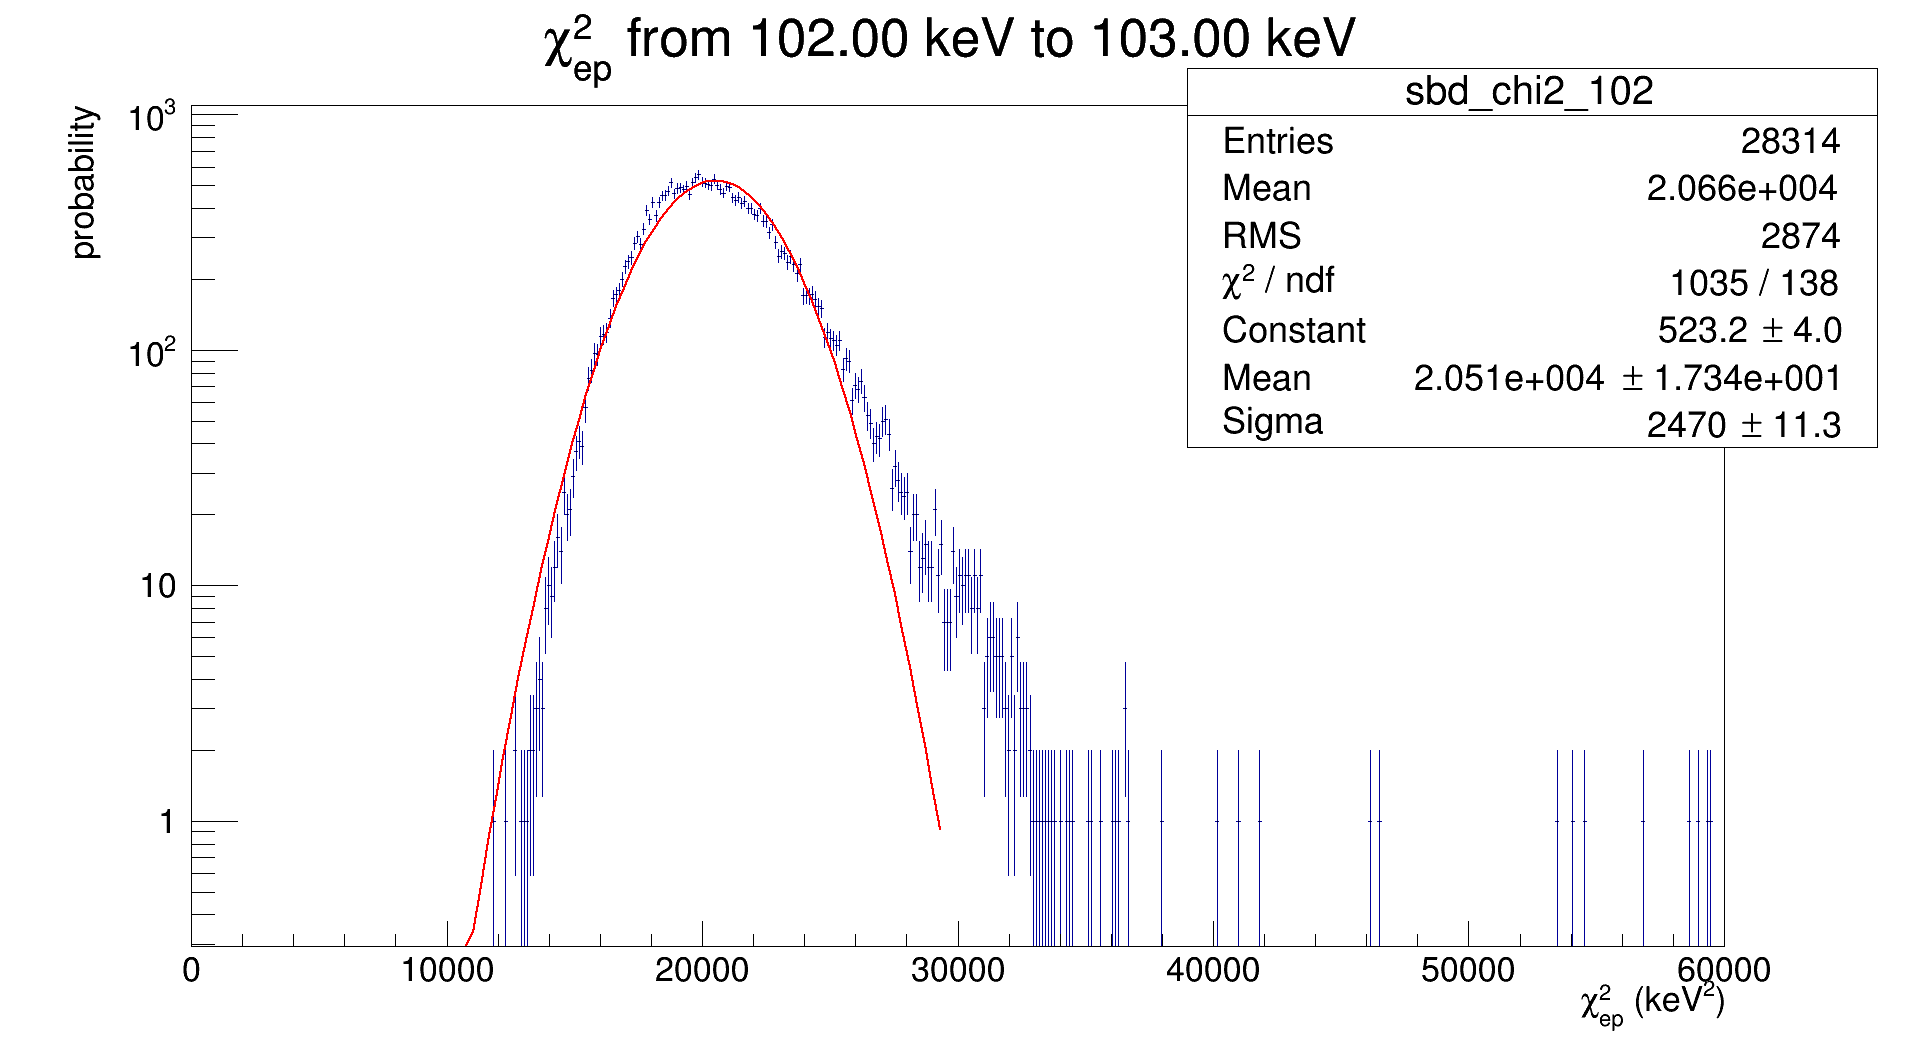 χ²ep from 102.00 keV to 103.00 keV
probability
10³
10²
10
1
sbd_chi2_102
Entries 28314
Mean 2.066e+004
RMS 2874
χ² / ndf 1035 / 138
Constant 523.2 ± 4.0
Mean 2.051e+004 ± 1.734e+001
Sigma 2470 ± 11.3
0 10000 20000 30000 40000 50000 60000
χ²ep (keV²)